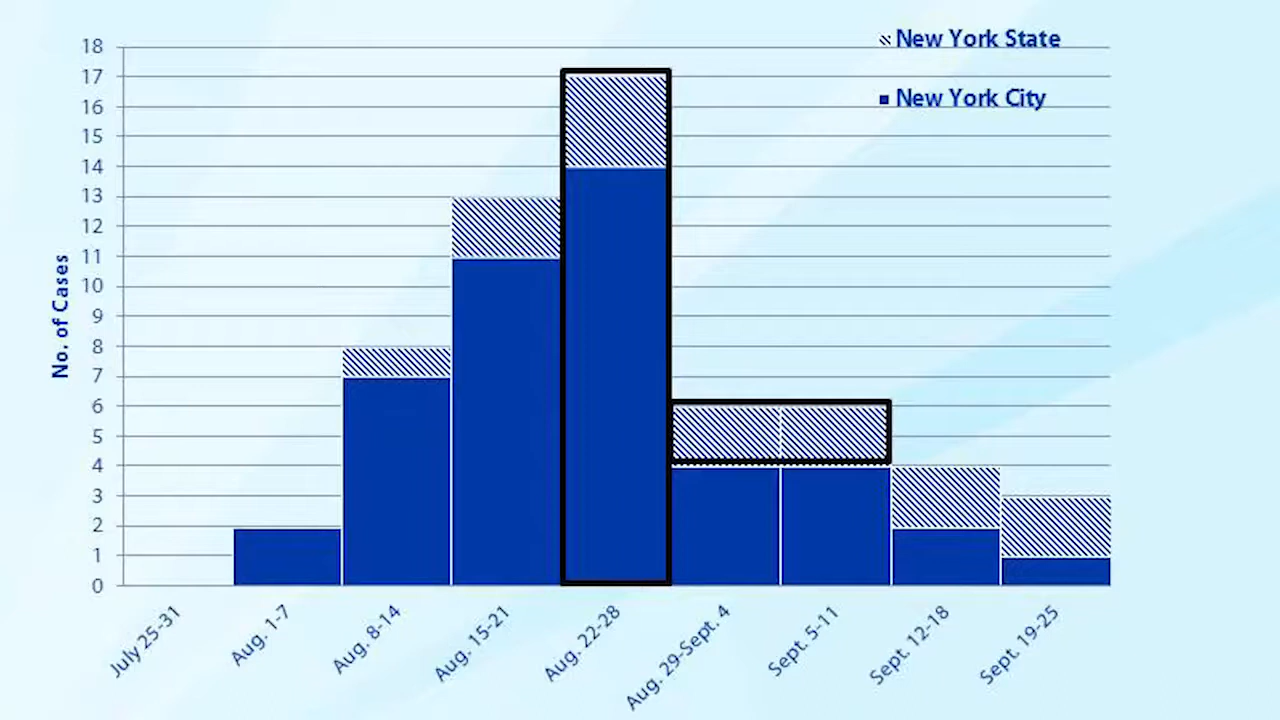 New York State
New York City
18
17
16
15
14
13
12
11
10
9
8
7
6
5
4
3
2
1
0
No. of Cases
July 25-31
Aug. 1-7
Aug. 8-14
Aug. 15-21
Aug. 22-28
Aug. 29-Sept. 4
Sept. 5-11
Sept. 12-18
Sept. 19-25